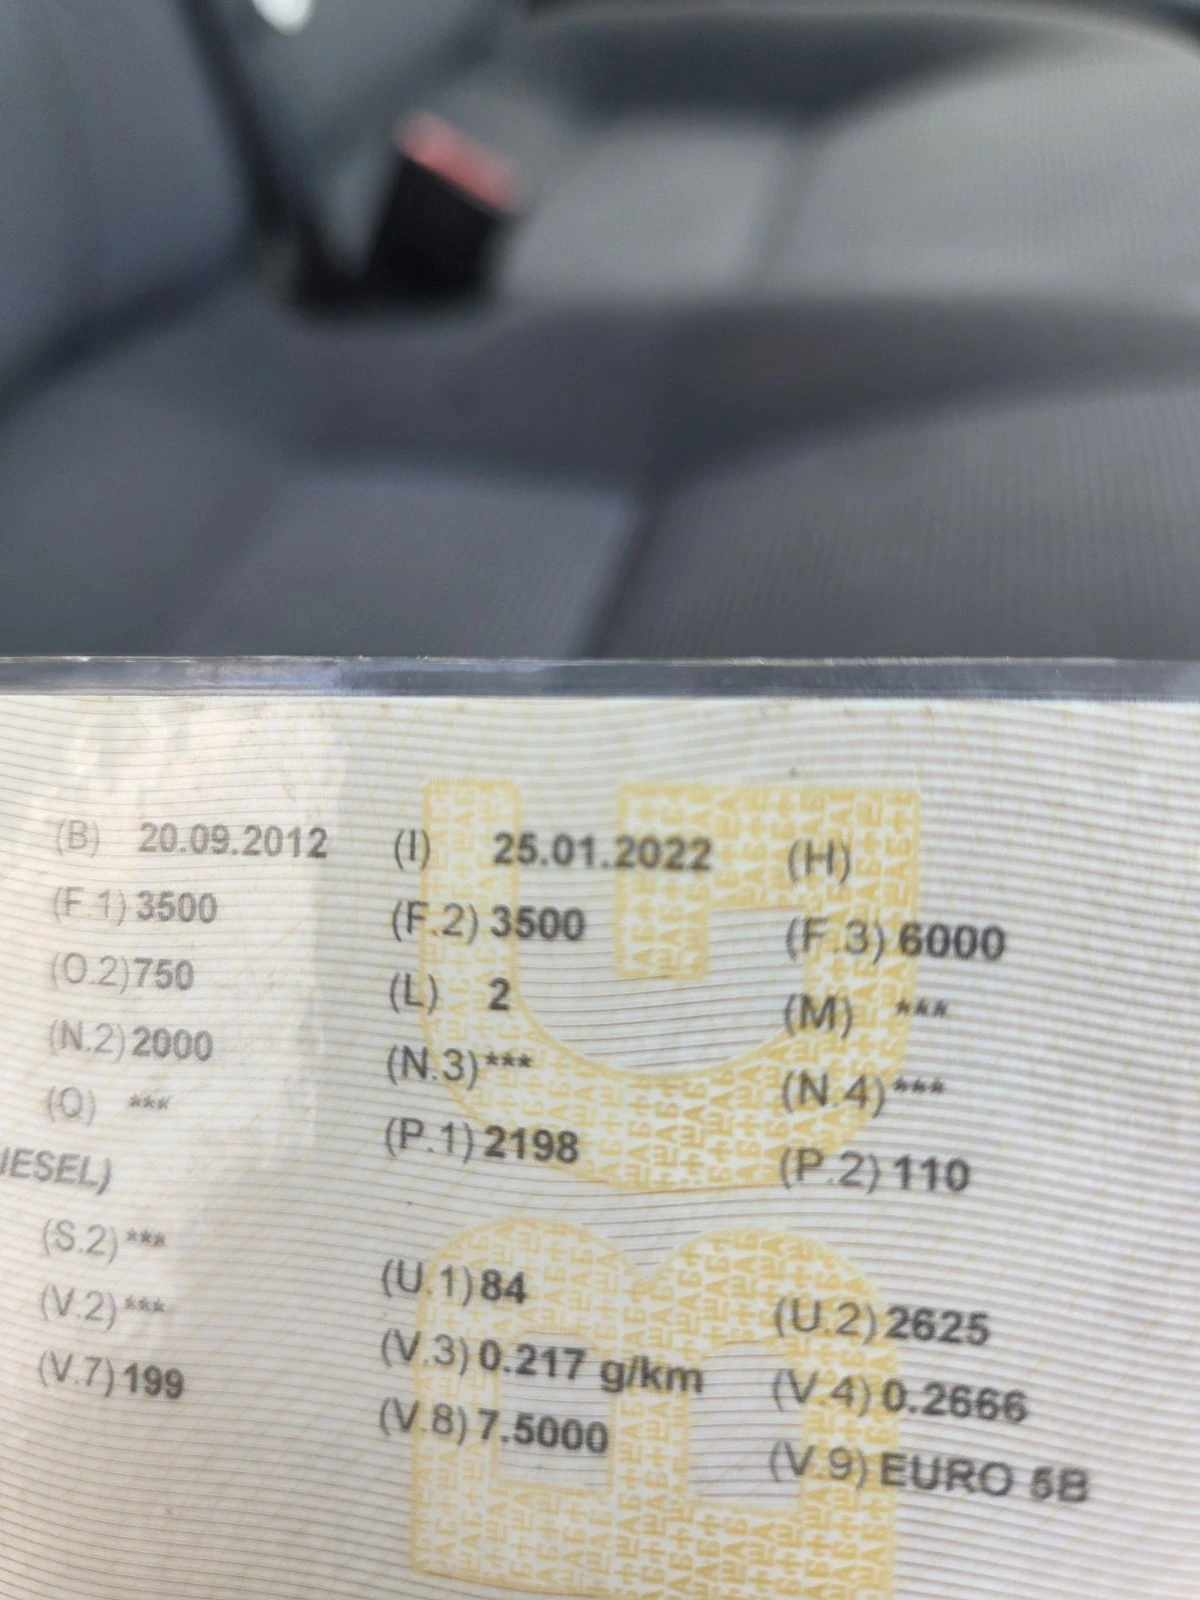 (B) 20.09.2012 (I) 25.01.2022 (H)
(F.1) 3500 (F.2) 3500 (F.3) 6000
(O.2) 750 (L) 2 (M) ***
(N.2) 2000 (N.3) *** (N.4) ***
(Q) *** (P.1) 2198 (P.2) 110
IESEL)
(S.2) *** (U.1) 84 (U.2) 2625
(V.2) *** (V.3) 0.217 g/km (V.4) 0.2666
(V.7) 199 (V.8) 7.5000 (V.9) EURO 5B